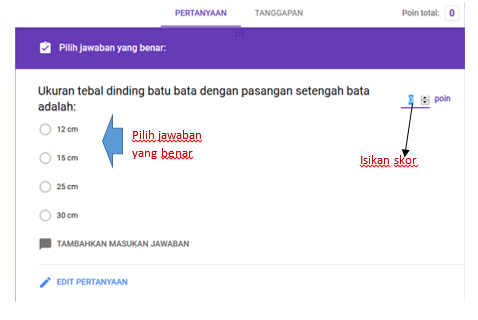 PERTANYAAN TANGGAPAN Poin total: 0
Pilih jawaban yang benar:
Ukuran tebal dinding batu bata dengan pasangan setengah bata
adalah:
0 poin
12 cm
15 cm
25 cm
30 cm
Pilih jawaban
yang benar
Isikan skor
TAMBAHKAN MASUKAN JAWABAN
EDIT PERTANYAAN